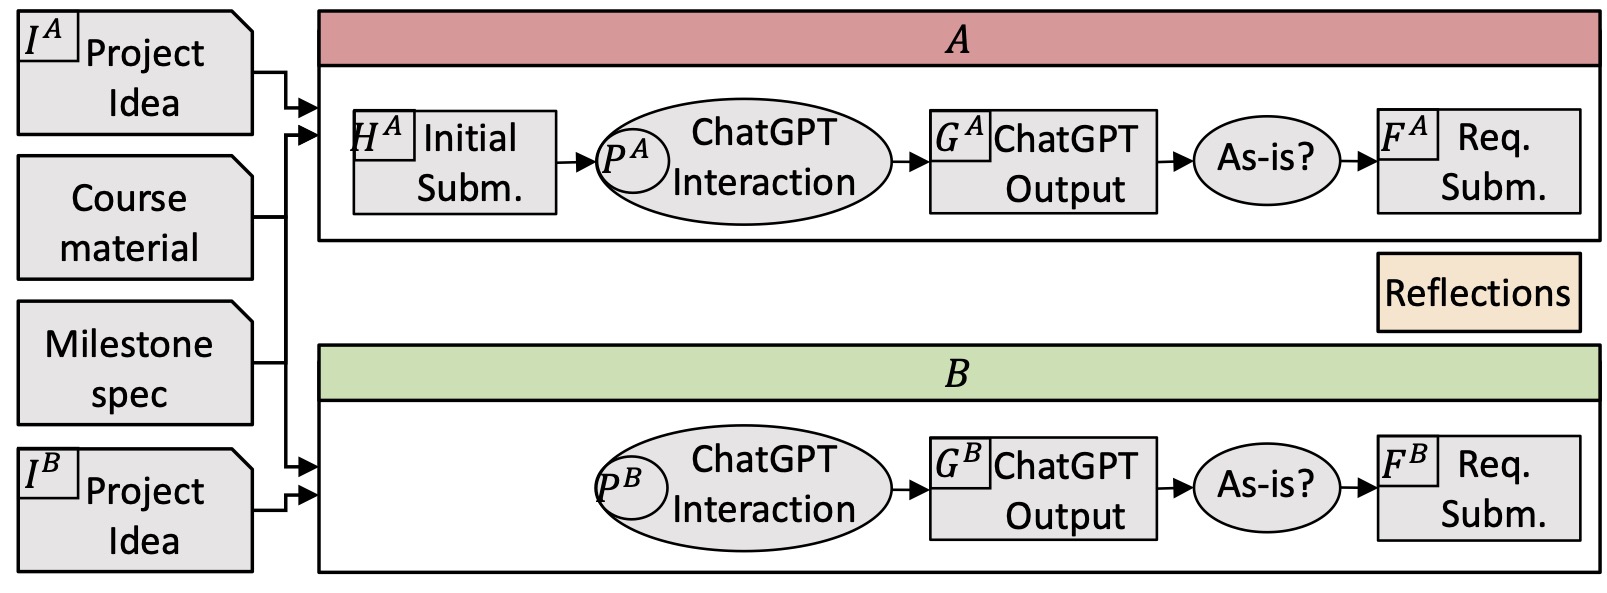 I^A Project
Idea
Course
material
Milestone
spec
I^B Project
Idea
A
H^A Initial
Subm.
P^A ChatGPT
Interaction
G^A ChatGPT
Output
As-is?
F^A Req.
Subm.
Reflections
B
P^B ChatGPT
Interaction
G^B ChatGPT
Output
As-is?
F^B Req.
Subm.